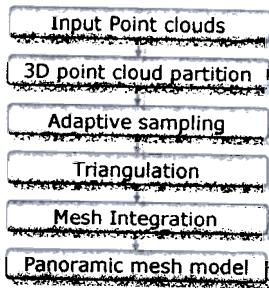 Input Point clouds
3D point cloud partition
Adaptive sampling
Triangulation
Mesh Integration
Panoramic mesh model